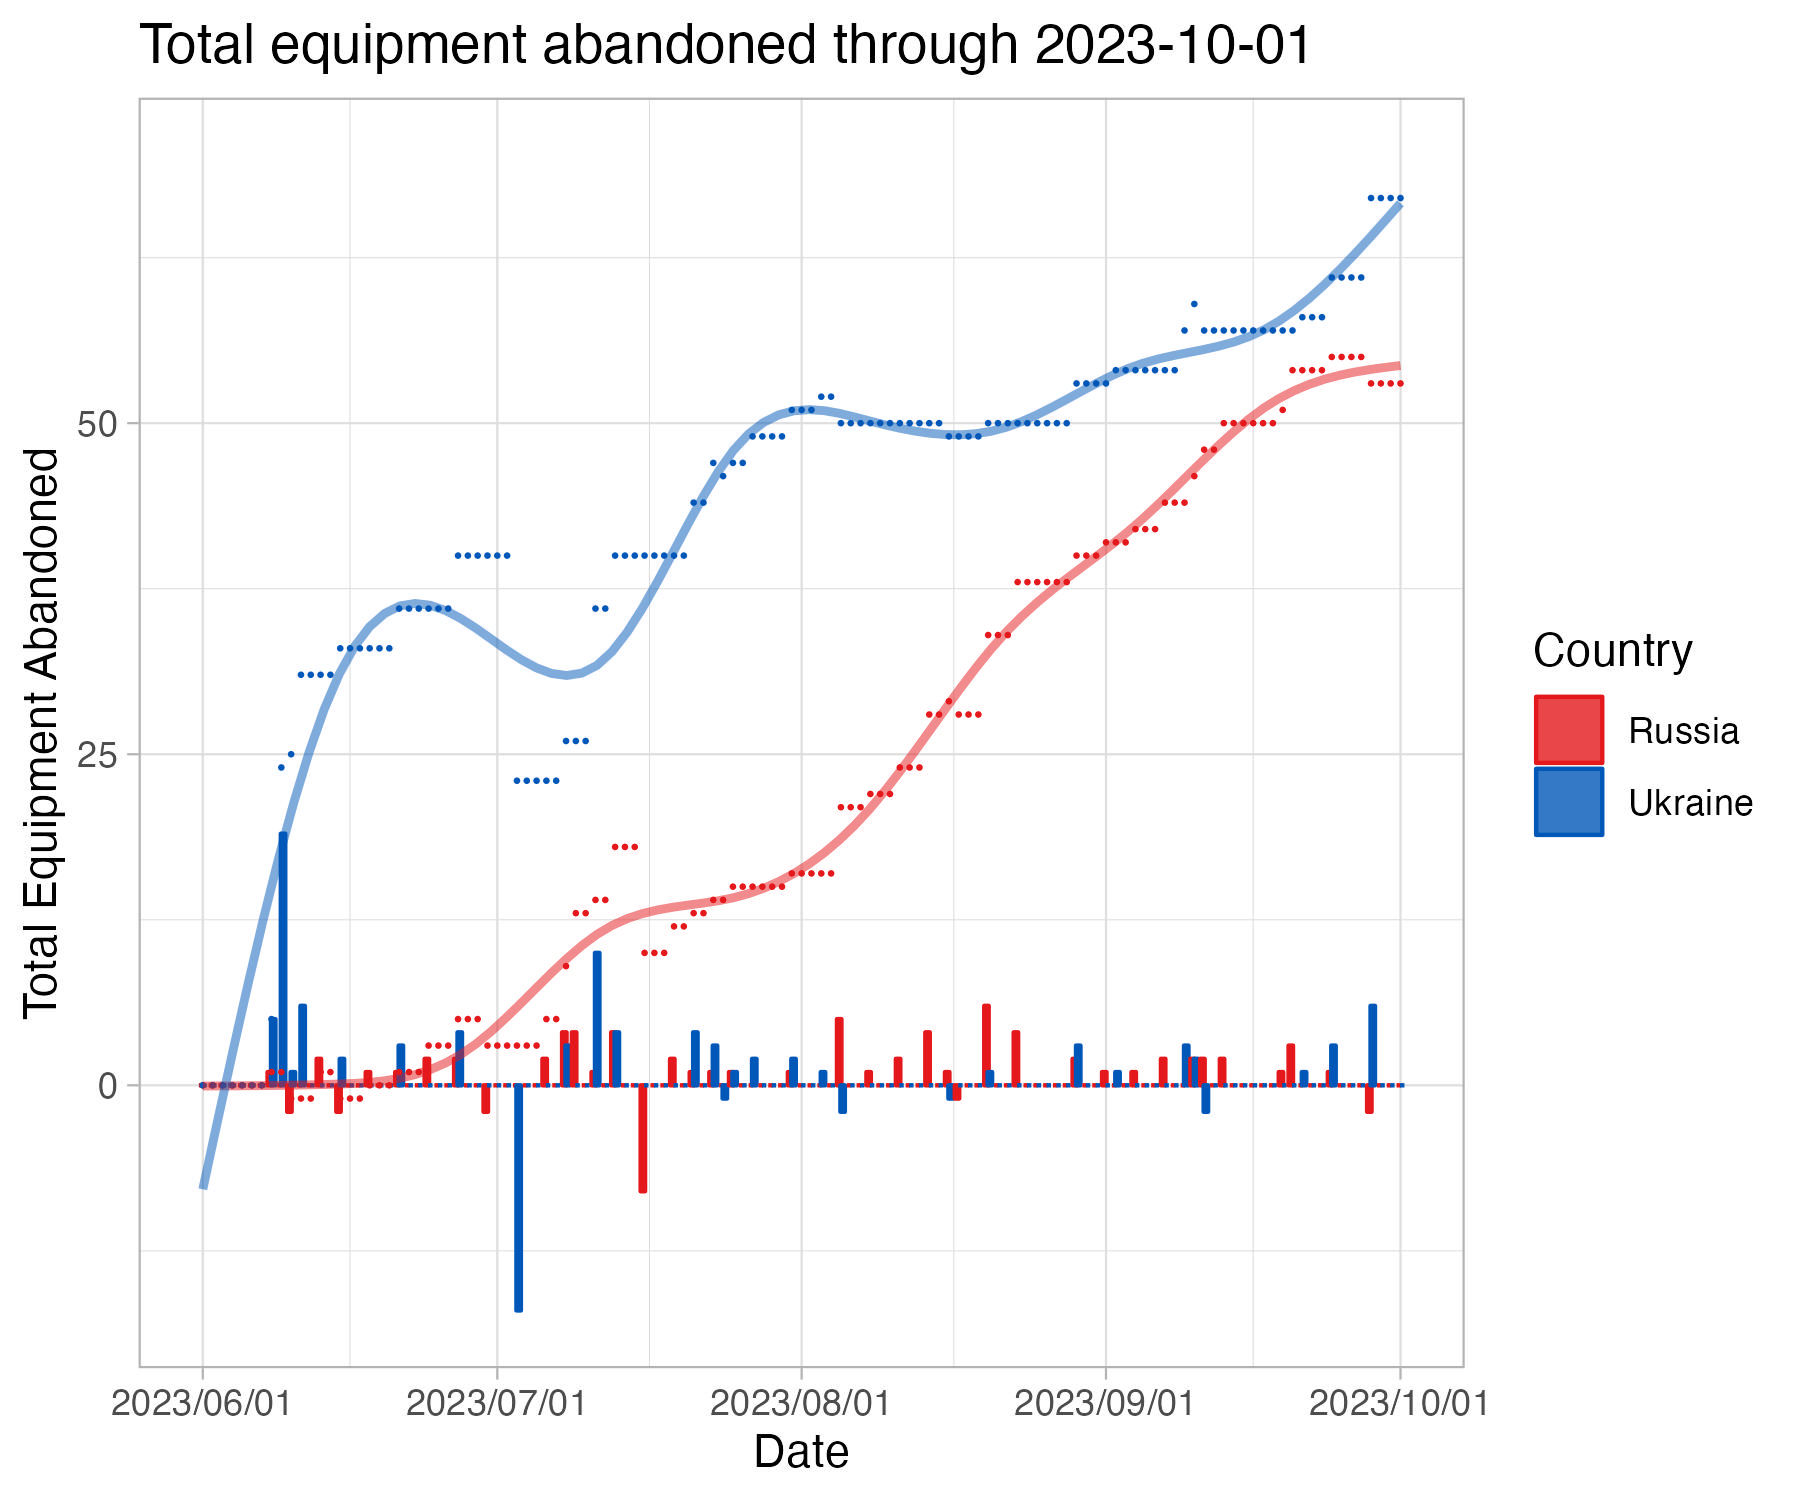 Total equipment abandoned through 2023-10-01
Total Equipment Abandoned
50
25
0
2023/06/01
2023/07/01
2023/08/01
2023/09/01
2023/10/01
Date
Country
Russia
Ukraine